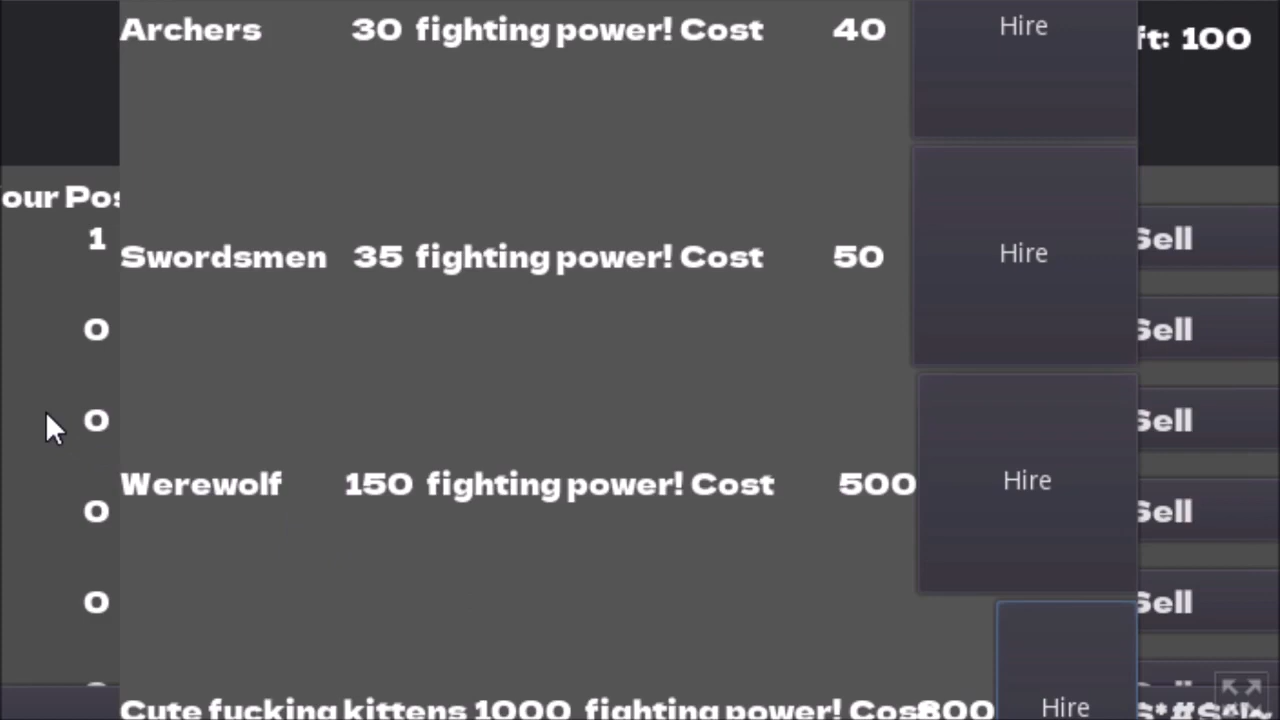 Archers 30 fighting power! Cost 40 Hire
ft: 100
our Pos
1 Sell
Swordsmen 35 fighting power! Cost 50 Hire
0 Sell
0 Sell
Werewolf 150 fighting power! Cost 500 Hire
0 Sell
0 Sell
Cute fucking kittens 1000 fighting power! Cost 800 Hire